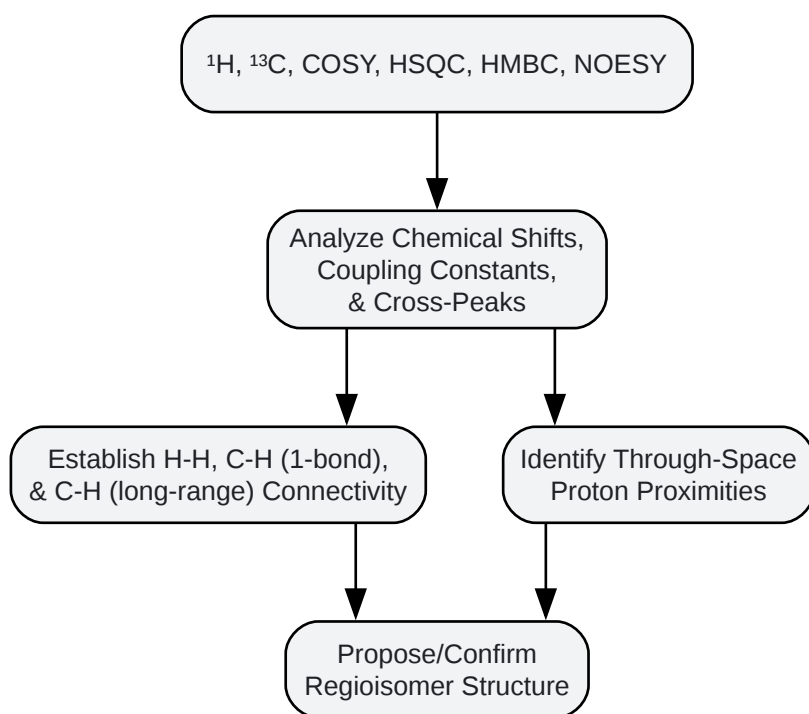 ¹H, ¹³C, COSY, HSQC, HMBC, NOESY
Analyze Chemical Shifts,
Coupling Constants,
& Cross-Peaks
Establish H-H, C-H (1-bond),
& C-H (long-range) Connectivity
Identify Through-Space
Proton Proximities
Propose/Confirm
Regioisomer Structure